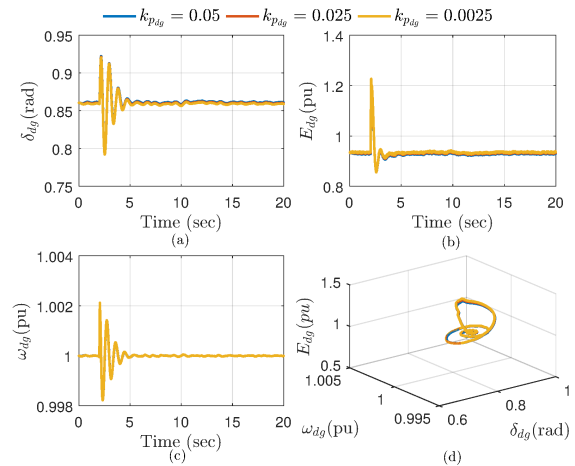 k_{p_{dg}} = 0.05 k_{p_{dg}} = 0.025 k_{p_{dg}} = 0.0025
0.95
0.9
0.85
0.8
0.75
δ_{dg}(rad)
0 5 10 15 20
Time (sec)
(a)
1.4
1.2
1
0.8
E_{dg}(pu)
0 5 10 15 20
Time (sec)
(b)
1.004
1.002
1
0.998
ω_{dg}(pu)
0 5 10 15 20
Time (sec)
(c)
1.5
1
0.5
E_{dg}(pu)
1.005
1
0.995
ω_{dg}(pu)
0.6
0.8
1
δ_{dg}(rad)
(d)